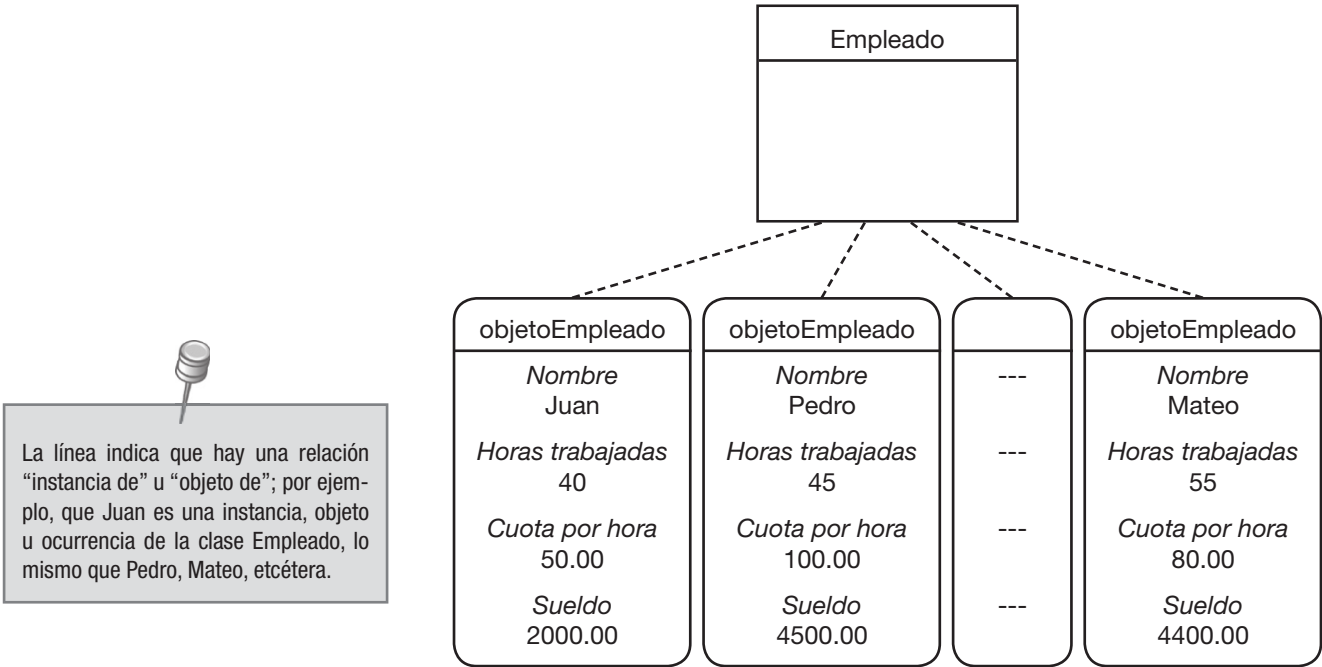 Empleado
objetoEmpleado
Nombre
Juan
Horas trabajadas
40
Cuota por hora
50.00
Sueldo
2000.00
objetoEmpleado
Nombre
Pedro
Horas trabajadas
45
Cuota por hora
100.00
Sueldo
4500.00
---
---
---
---
objetoEmpleado
Nombre
Mateo
Horas trabajadas
55
Cuota por hora
80.00
Sueldo
4400.00
La línea indica que hay una relación
“instancia de” u “objeto de”; por ejem-
plo, que Juan es una instancia, objeto
u ocurrencia de la clase Empleado, lo
mismo que Pedro, Mateo, etcétera.